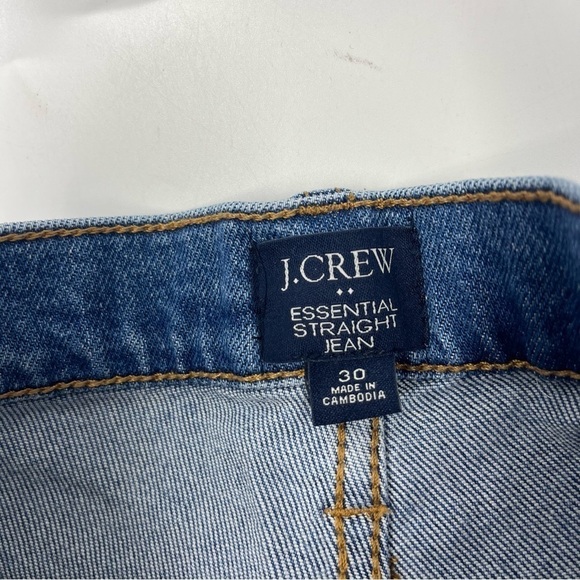 J.CREW
ESSENTIAL
STRAIGHT
JEAN
30
MADE IN
CAMBODIA